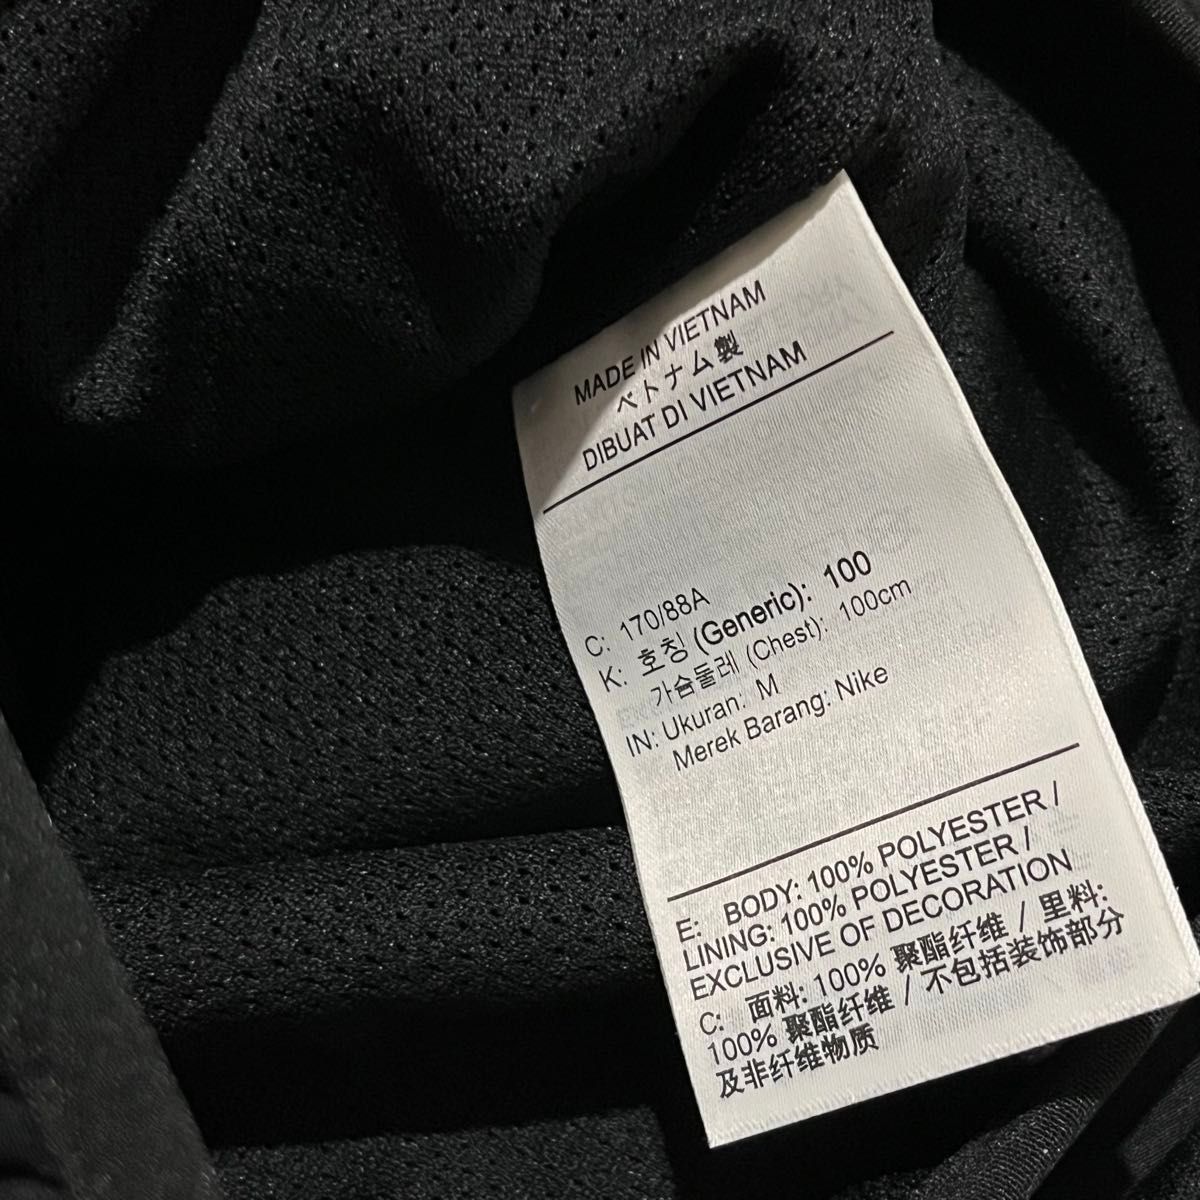 MADE IN VIETNAM
ベトナム製
DIBUAT DI VIETNAM
C: 170/88A
K: 호칭 (Generic): 100
가슴둘레 (Chest): 100cm
IN: Ukuran: M
Merek Barang: Nike
E: BODY: 100% POLYESTER /
LINING: 100% POLYESTER /
EXCLUSIVE OF DECORATION
C: 面料: 100% 聚酯纤维 / 里料:
100% 聚酯纤维 / 不包括装饰部分
及非纤维物质